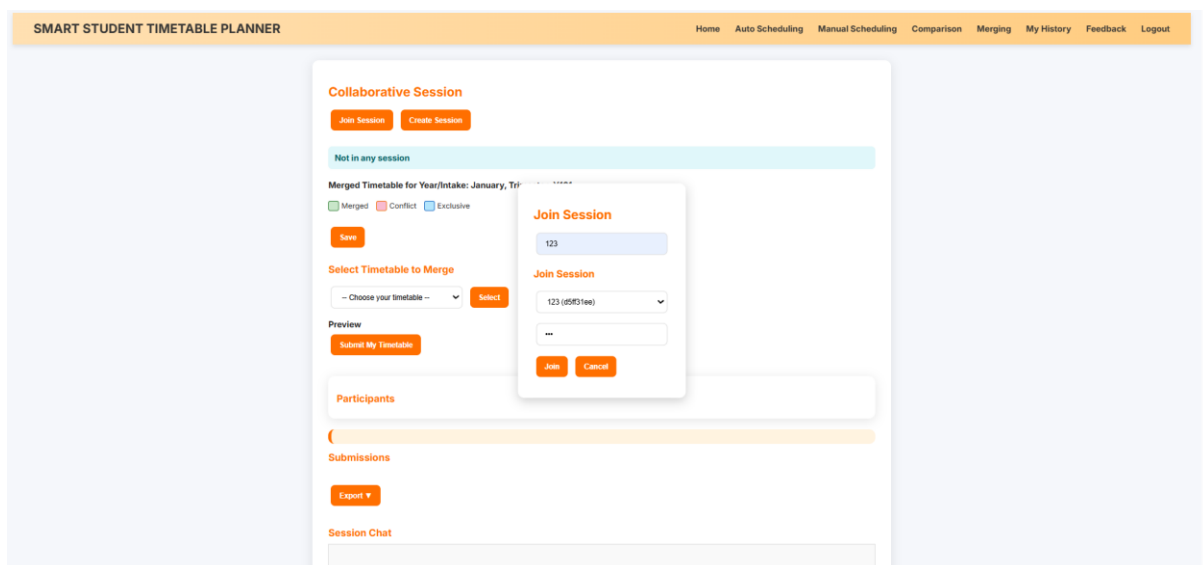 SMART STUDENT TIMETABLE PLANNER
Home Auto Scheduling Manual Scheduling Comparison Merging My History Feedback Logout
Collaborative Session
Join Session Create Session
Not in any session
Merged Timetable for Year/Intake: January,
Merged Conflict Exclusive
Save
Select Timetable to Merge
-- Choose your timetable -- Select
Preview
Submit My Timetable
Join Session
123
Join Session
123 (d5ff31ee)
•••
Join Cancel
Participants
Submissions
Export ▼
Session Chat